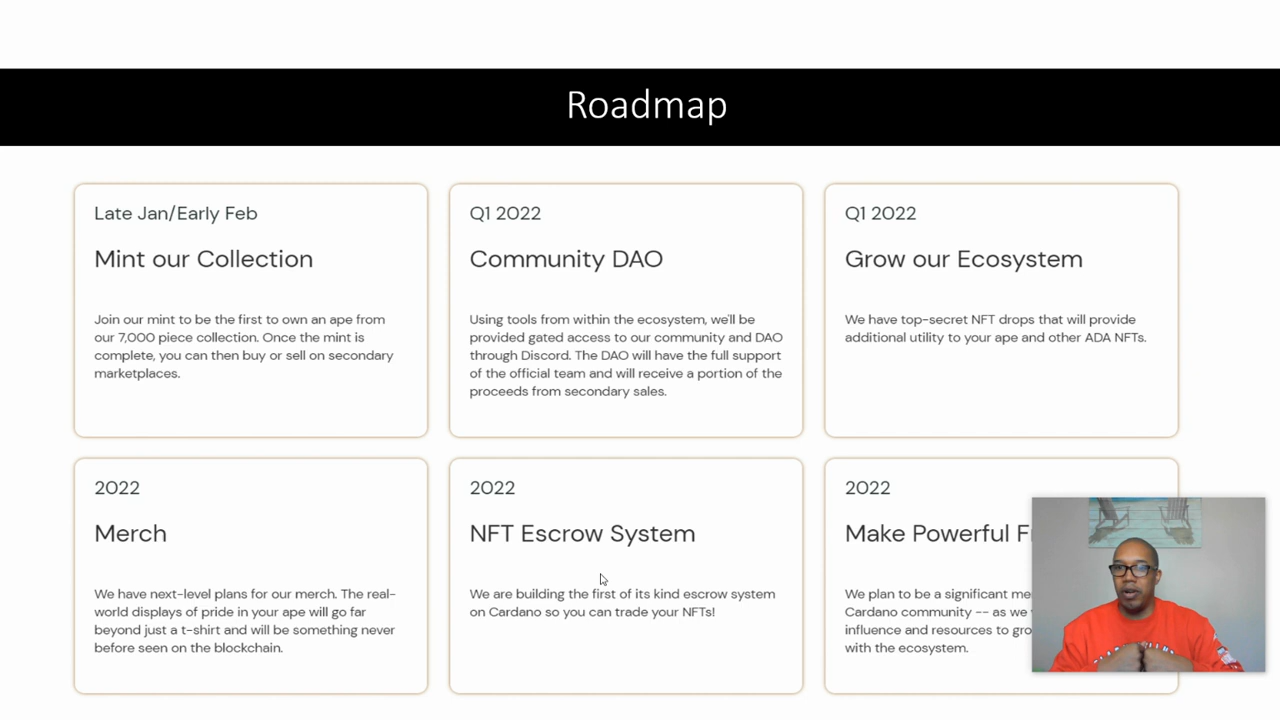 Roadmap
Late Jan/Early Feb
Mint our Collection
Join our mint to be the first to own an ape from
our 7,000 piece collection. Once the mint is
complete, you can then buy or sell on secondary
marketplaces.
Q1 2022
Community DAO
Using tools from within the ecosystem, we'll be
provided gated access to our community and DAO
through Discord. The DAO will have the full support
of the official team and will receive a portion of the
proceeds from secondary sales.
Q1 2022
Grow our Ecosystem
We have top-secret NFT drops that will provide
additional utility to your ape and other ADA NFTs.
2022
Merch
We have next-level plans for our merch. The real-
world displays of pride in your ape will go far
beyond just a t-shirt and will be something never
before seen on the blockchain.
2022
NFT Escrow System
We are building the first of its kind escrow system
on Cardano so you can trade your NFTs!
2022
Make Powerful
We plan to be a significant
Cardano community -- as we
influence and resources to
with the ecosystem.